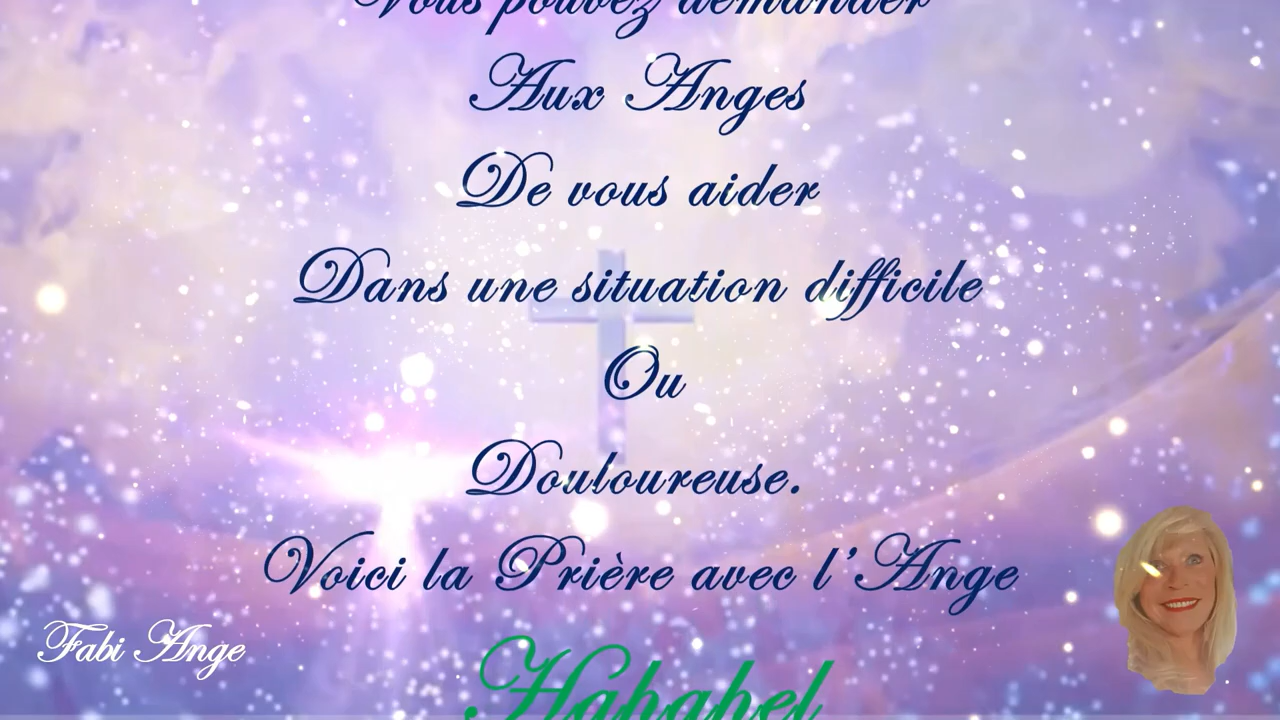 Vous pouvez demander
Aux Anges
De vous aider
Dans une situation difficile
Ou
Douloureuse.
Voici la Prière avec l’Ange
Fabi Ange
Hahahel